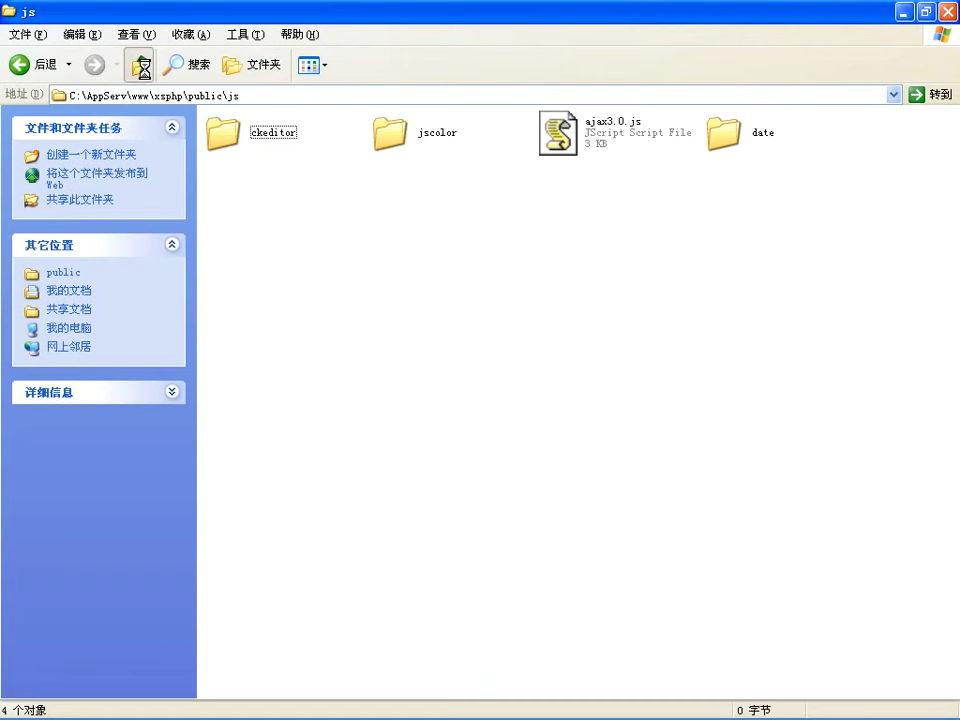 js
文件(F) 编辑(E) 查看(V) 收藏(A) 工具(T) 帮助(H)
后退 搜索 文件夹
地址(D) C:\AppServ\www\xsphp\public\js 转到
文件和文件夹任务
创建一个新文件夹
将这个文件夹发布到
Web
共享此文件夹
其它位置
public
我的文档
共享文档
我的电脑
网上邻居
详细信息
ckeditor
jscolor
ajax3.0.js
JScript Script File
3 KB
date
4 个对象
0 字节